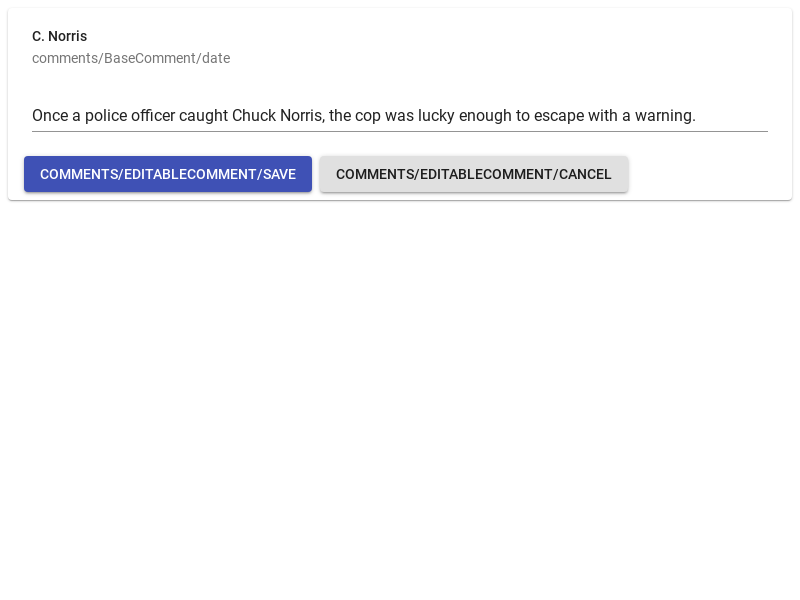 C. Norris
comments/BaseComment/date
Once a police officer caught Chuck Norris, the cop was lucky enough to escape with a warning.
COMMENTS/EDITABLECOMMENT/SAVE COMMENTS/EDITABLECOMMENT/CANCEL